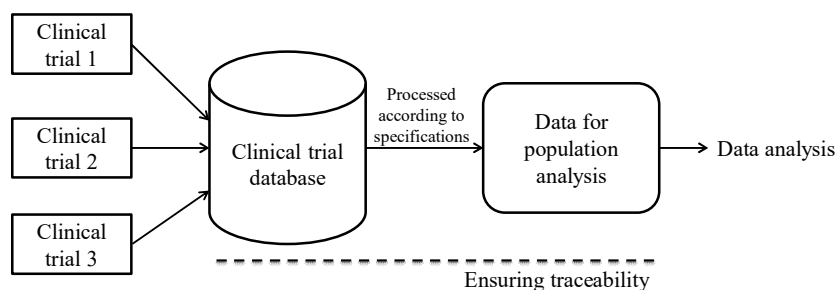 Clinical
trial 1
Clinical
trial 2
Clinical
trial 3
Clinical trial
database
Processed
according to
specifications
Data for
population
analysis
Data analysis
Ensuring traceability